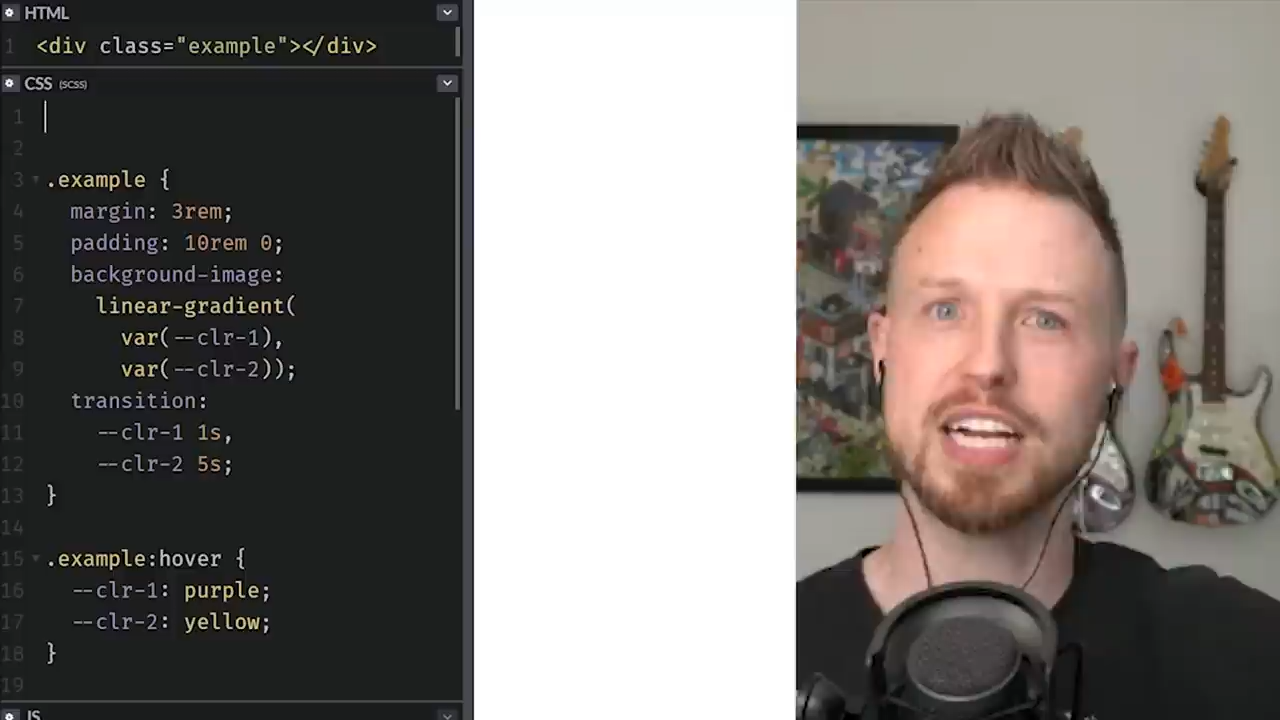 HTML
1 <div class="example"></div>
CSS (SCSS)
1
2
3 .example {
4 margin: 3rem;
5 padding: 10rem 0;
6 background-image:
7 linear-gradient(
8 var(--clr-1),
9 var(--clr-2));
10 transition:
11 --clr-1 1s,
12 --clr-2 5s;
13 }
14
15 .example:hover {
16 --clr-1: purple;
17 --clr-2: yellow;
18 }
19
JS